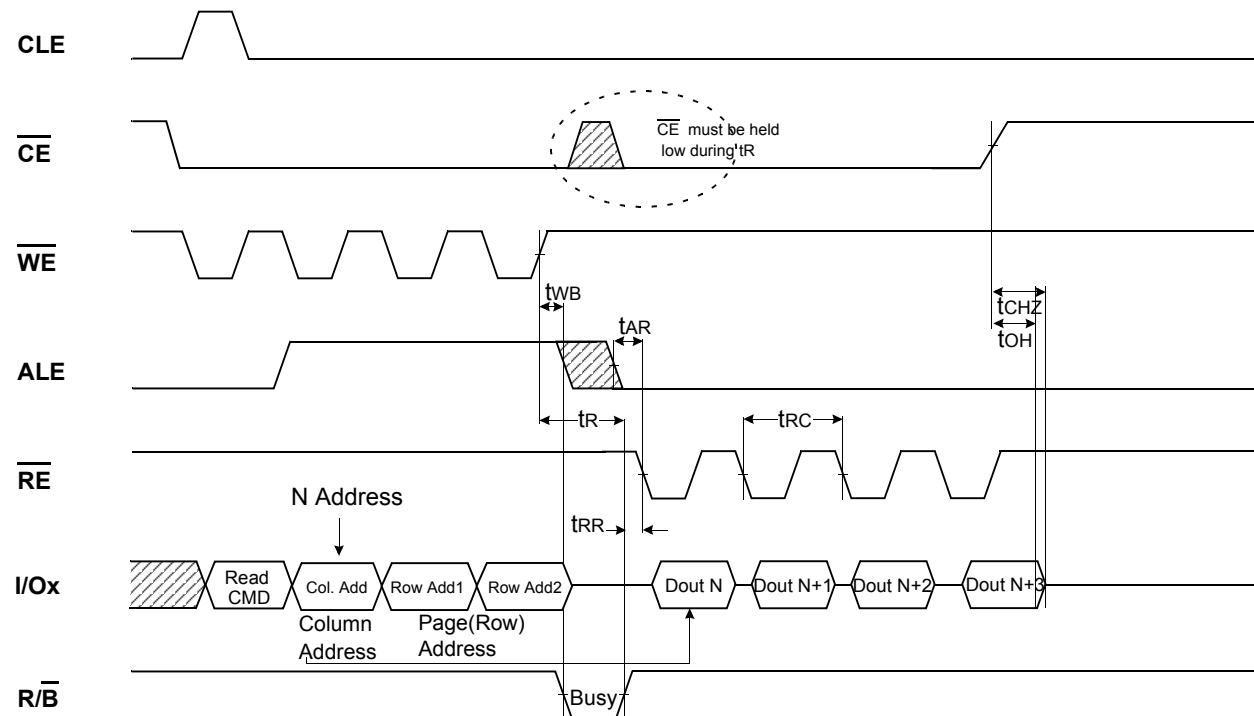 CLE
CE
CE must be held
low during tR
WE
tWB
tCHZ
tAR
tOH
ALE
tR
tRC
RE
N Address
tRR
I/Ox
Read
CMD
Col. Add
Row Add1
Row Add2
Dout N
Dout N+1
Dout N+2
Dout N+3
Column
Address
Page(Row)
Address
R/B
Busy